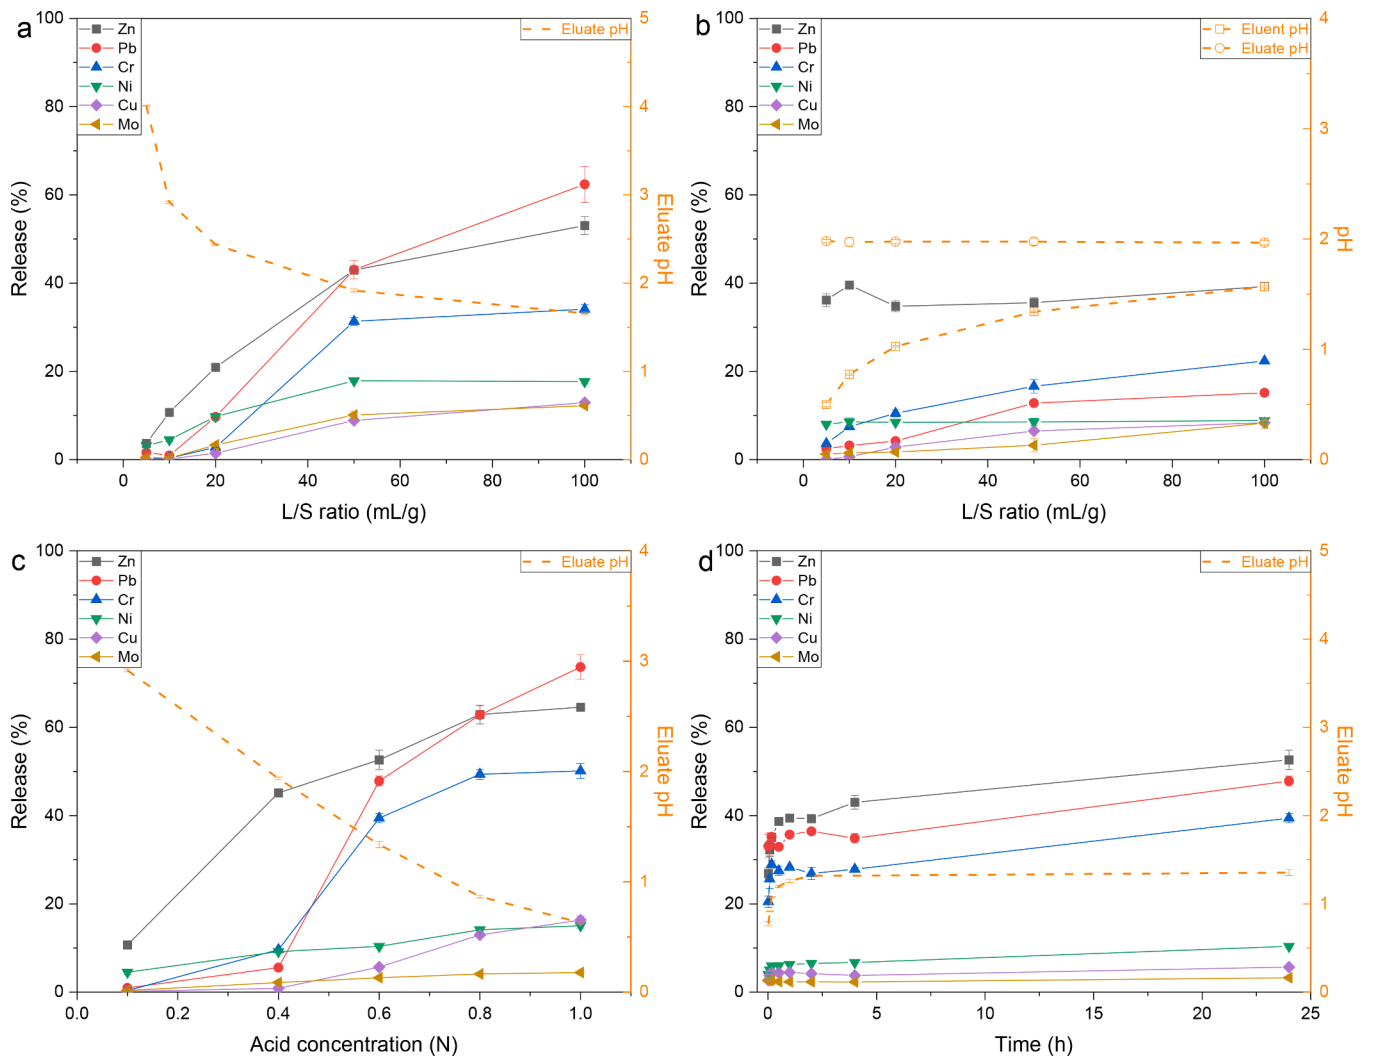 a
Zn
Pb
Cr
Ni
Cu
Mo
Eluate pH
100
80
60
40
20
0
0 20 40 60 80 100
5
4
3
2
1
0
Release (%)
L/S ratio (mL/g)
Eluate pH
b
Zn
Pb
Cr
Ni
Cu
Mo
Eluent pH
Eluate pH
100
80
60
40
20
0
0 20 40 60 80 100
4
3
2
1
0
Release (%)
L/S ratio (mL/g)
pH
c
Zn
Pb
Cr
Ni
Cu
Mo
Eluate pH
100
80
60
40
20
0
0.0 0.2 0.4 0.6 0.8 1.0
4
3
2
1
0
Release (%)
Acid concentration (N)
Eluate pH
d
Zn
Pb
Cr
Ni
Cu
Mo
Eluate pH
100
80
60
40
20
0
0 5 10 15 20 25
5
4
3
2
1
0
Release (%)
Time (h)
Eluate pH